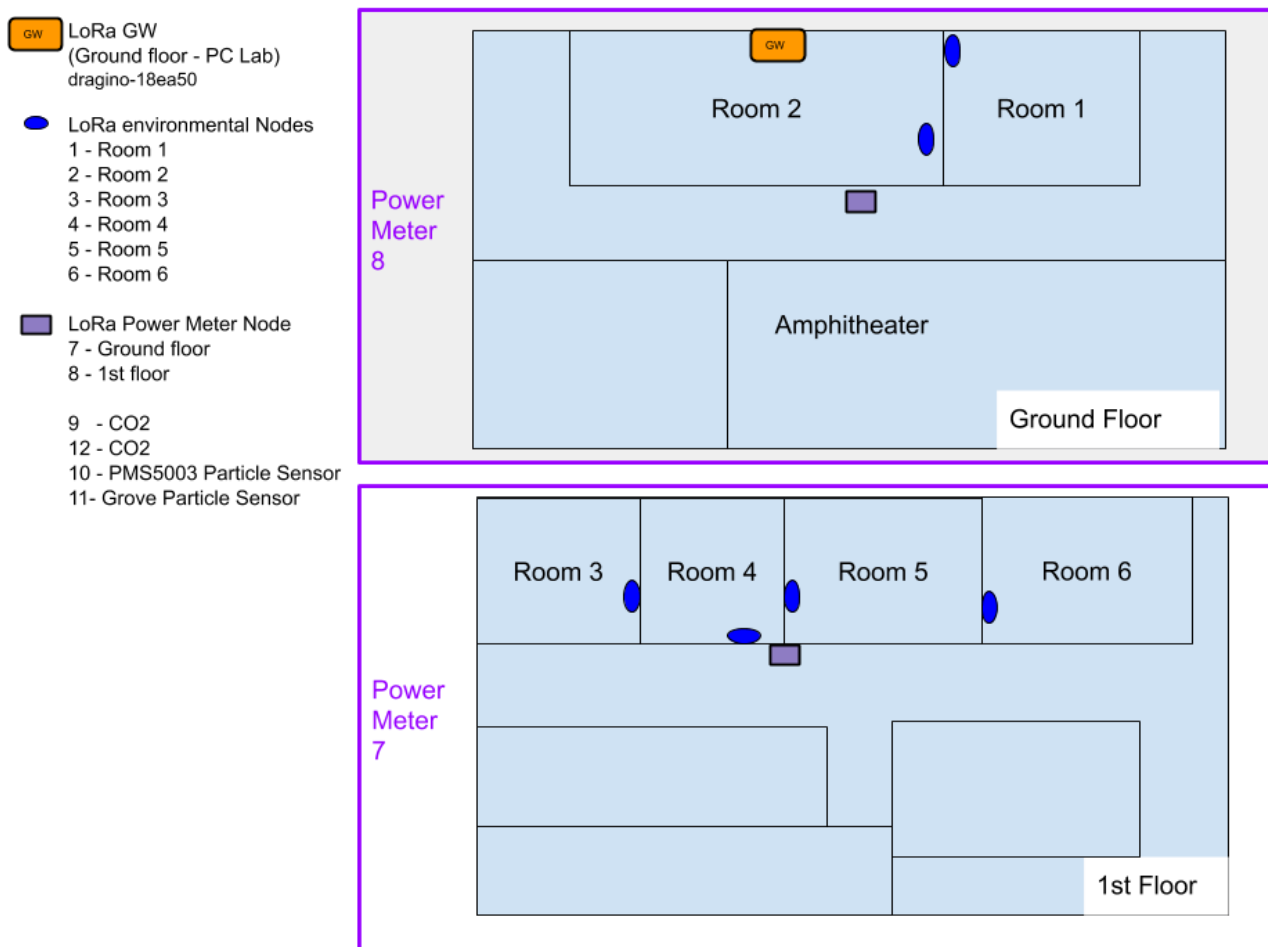 GW
LoRa GW
(Ground floor - PC Lab)
dragino-18ea50
LoRa environmental Nodes
1 - Room 1
2 - Room 2
3 - Room 3
4 - Room 4
5 - Room 5
6 - Room 6
LoRa Power Meter Node
7 - Ground floor
8 - 1st floor
9 - CO2
12 - CO2
10 - PMS5003 Particle Sensor
11- Grove Particle Sensor
Power
Meter
8
GW
Room 2
Room 1
Amphitheater
Ground Floor
Power
Meter
7
Room 3
Room 4
Room 5
Room 6
1st Floor